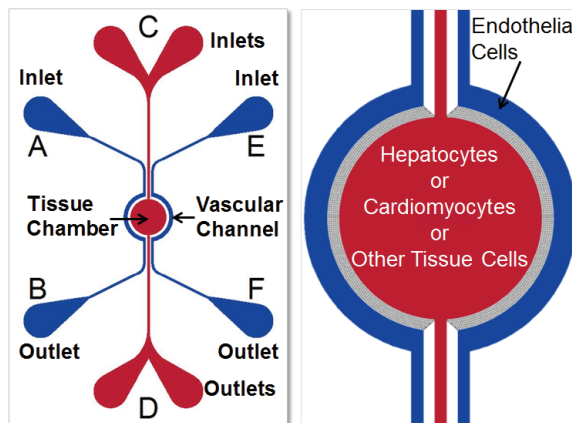 C
Inlets
Inlet
Inlet
A
E
Tissue
Chamber
Vascular
Channel
B
F
Outlet
Outlet
Outlets
D
Endothelia
Cells
Hepatocytes
or
Cardiomyocytes
or
Other Tissue Cells